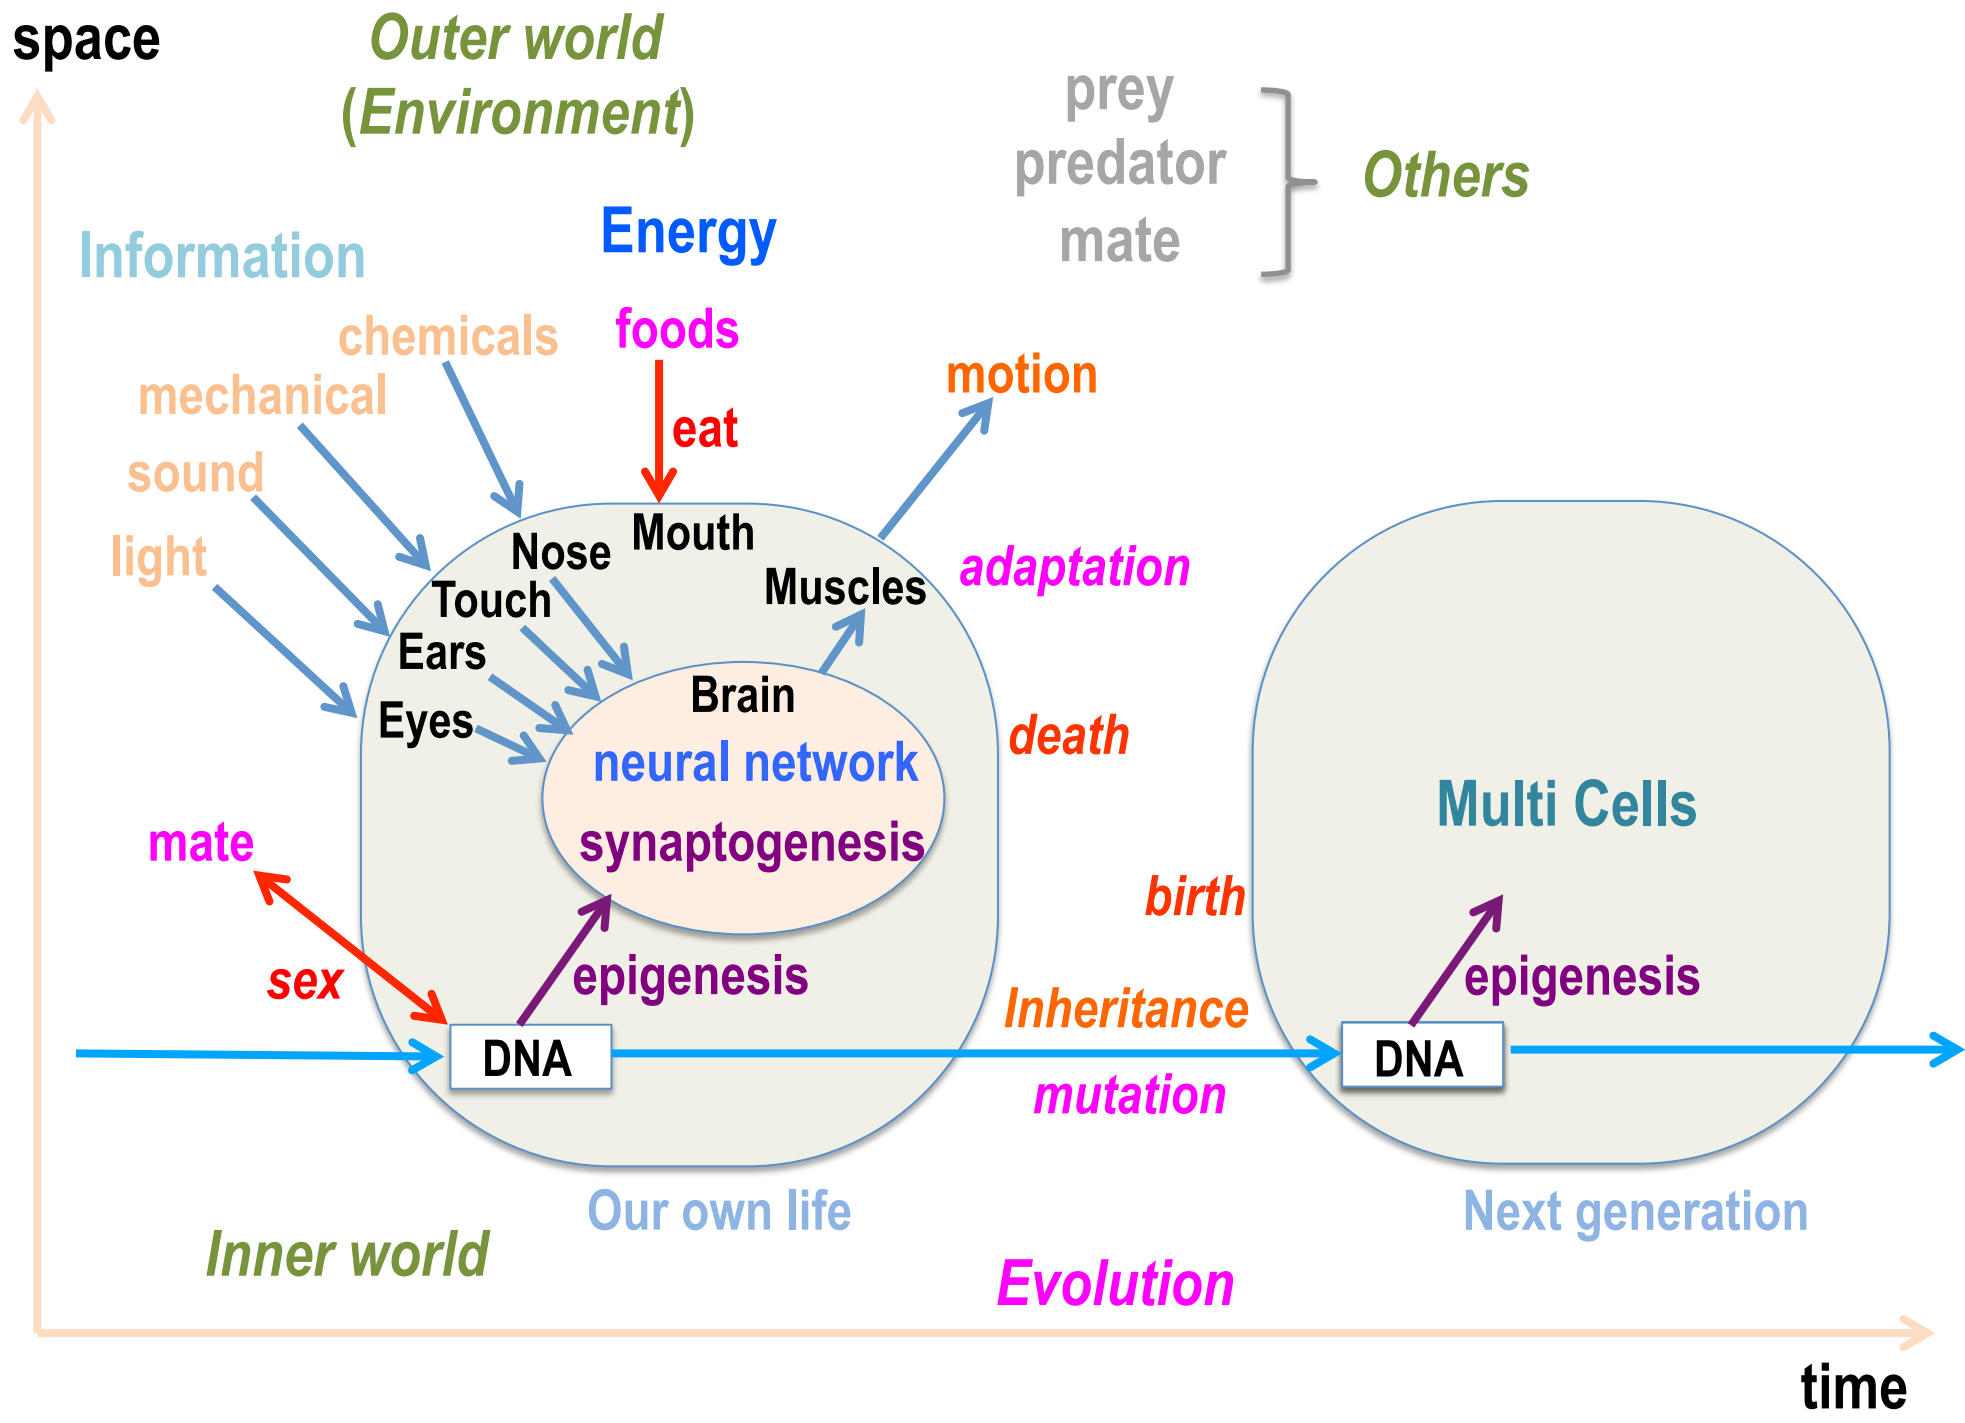 space
Outer world
(Environment)
prey
predator
mate
Others
Information
Energy
chemicals
foods
mechanical
motion
eat
sound
light
Mouth
Nose
Touch
Muscles
adaptation
Ears
Eyes
Brain
neural network
synaptogenesis
death
Multi Cells
mate
birth
sex
epigenesis
Inheritance
epigenesis
DNA
DNA
mutation
Our own life
Next generation
Inner world
Evolution
time